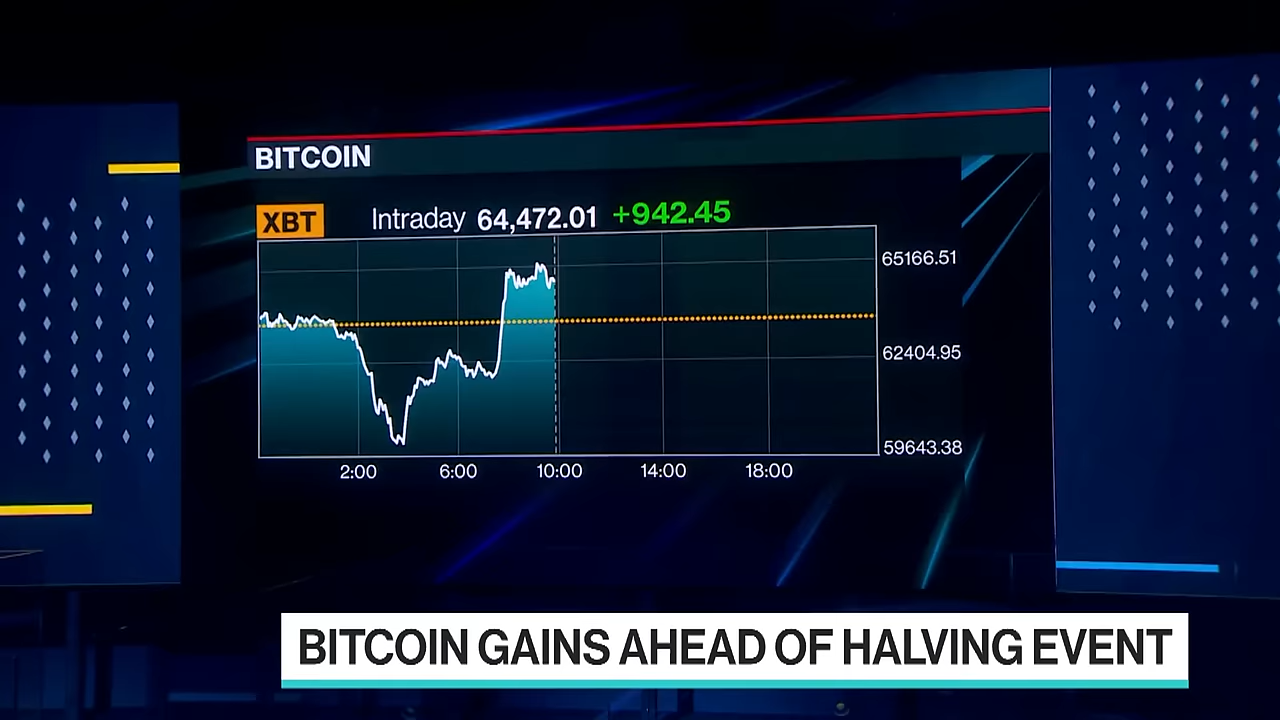 BITCOIN
XBT Intraday 64,472.01 +942.45
65166.51
62404.95
59643.38
2:00 6:00 10:00 14:00 18:00
BITCOIN GAINS AHEAD OF HALVING EVENT